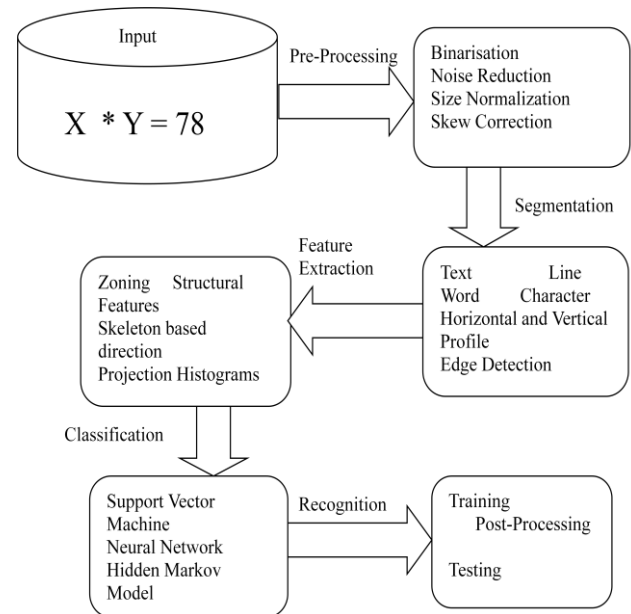 Input
X * Y = 78
Pre-Processing
Binarisation
Noise Reduction
Size Normalization
Skew Correction
Segmentation
Text Line
Word Character
Horizontal and Vertical
Profile
Edge Detection
Feature
Extraction
Zoning Structural
Features
Skeleton based
direction
Projection Histograms
Classification
Support Vector
Machine
Neural Network
Hidden Markov
Model
Recognition
Training
Post-Processing
Testing